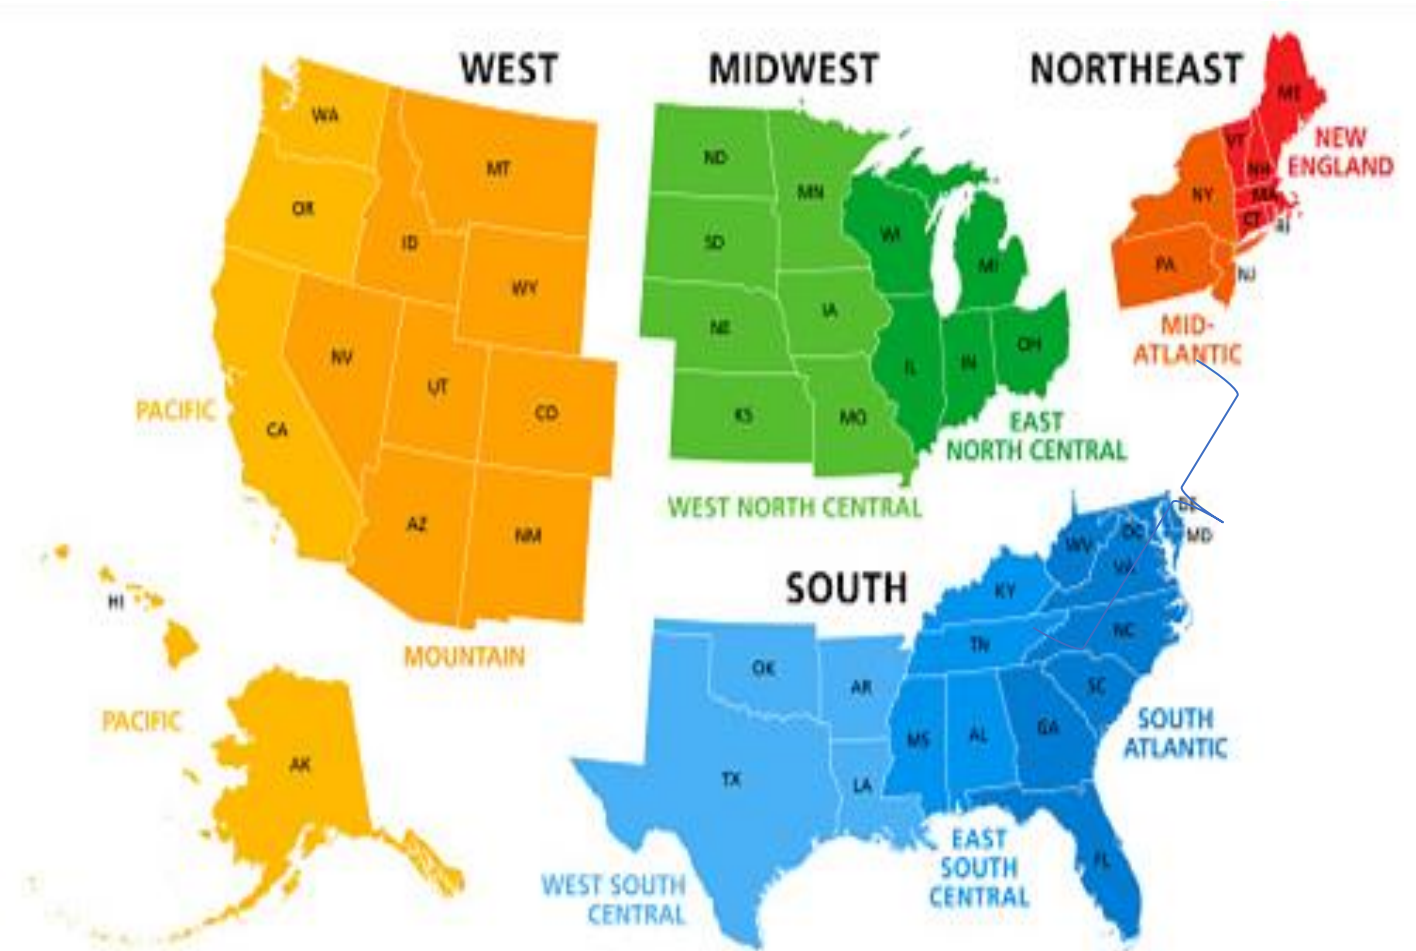 WEST
MIDWEST
NORTHEAST
ME
WA
MT
OR
ID
WY
NV
UT
CO
CA
AZ
NM
PACIFIC
HI
MOUNTAIN
PACIFIC
AK
ND
MN
SD
WI
MI
NE
IA
IL
IN
OH
KS
MO
EAST
NORTH CENTRAL
WEST NORTH CENTRAL
VT
NEW
ENGLAND
NH
NY
MA
CT
RI
PA
NJ
MID-
ATLANTIC
SOUTH
DE
WV
DC
MD
VA
KY
NC
TN
OK
AR
SC
SOUTH
ATLANTIC
MS
AL
GA
TX
LA
EAST
SOUTH
CENTRAL
FL
WEST SOUTH
CENTRAL